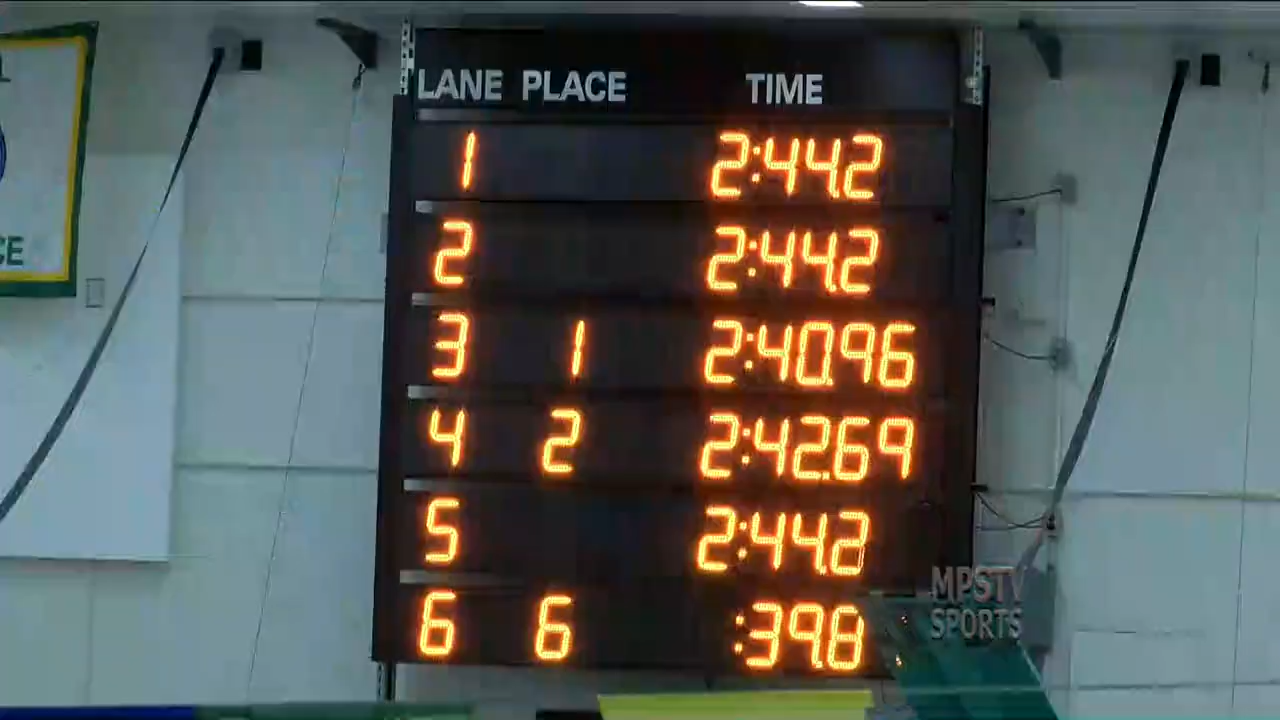 LANE PLACE TIME
1 2:44.2
2 2:44.2
3 1 2:40.96
4 2 2:42.69
5 2:44.2
6 6 :39.8
CE
MPSTV
SPORTS